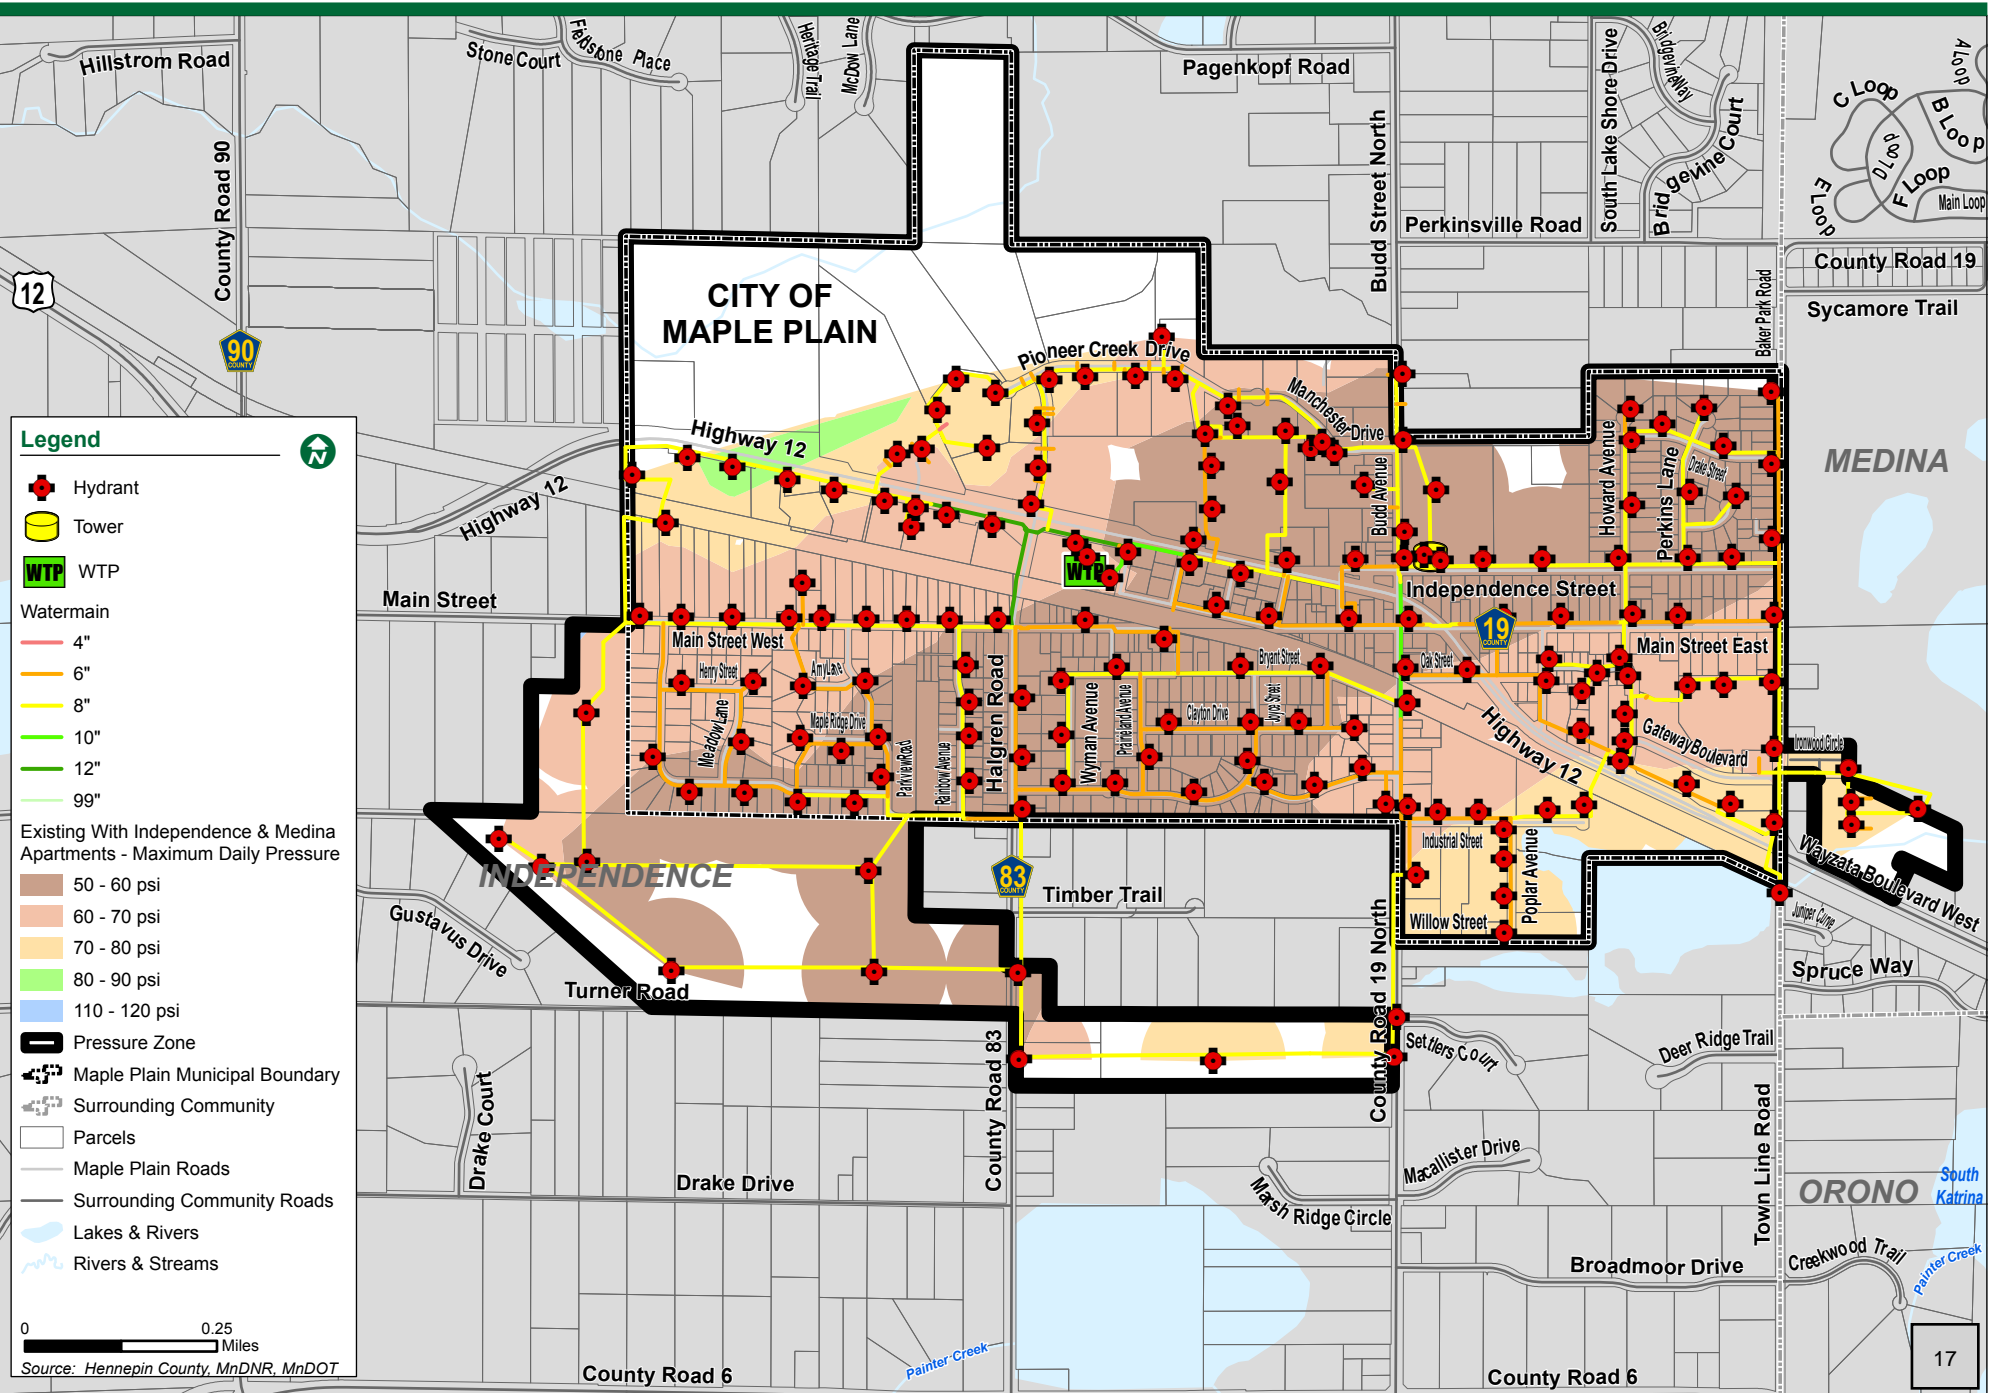 Hillstrom Road
Stone Court
Fieldstone Place
Heritage Trail
McDow Lane
Pagenkopf Road
South Lake Shore Drive
Bridgevine Way
Bridgevine Court
A Loop
B Loop
C Loop
D Loop
E Loop
F Loop
Main Loop
County Road 90
Budd Street North
Perkinsville Road
County Road 19
Sycamore Trail
Baker Park Road
12
90
COUNTY
CITY OF
MAPLE PLAIN
Pioneer Creek Drive
Manchester Drive
Highway 12
Highway 12
Budd Avenue
Howard Avenue
Perkins Lane
Drake Street
MEDINA
WTP
Independence Street
19
COUNTY
Main Street
Main Street West
Main Street East
Henry Street
Amy Lane
Maple Ridge Drive
Meadow Lane
Parkview Road
Rainbow Avenue
Halgren Road
Wyman Avenue
Prairieland Avenue
Bryant Street
Clayton Drive
Joyce Street
Oak Street
Highway 12
Gateway Boulevard
Ironwood Circle
Industrial Street
Poplar Avenue
Willow Street
Wayzata Boulevard West
Juniper Curve
Spruce Way
INDEPENDENCE
83
COUNTY
Timber Trail
County Road 19 North
Gustavus Drive
Turner Road
Settlers Court
Deer Ridge Trail
Drake Court
County Road 83
Town Line Road
Drake Drive
Macallister Drive
Marsh Ridge Circle
ORONO
South
Katrina
Broadmoor Drive
Creekwood Trail
Painter Creek
Painter Creek
County Road 6
County Road 6
17
Legend
N
Hydrant
Tower
WTP WTP
Watermain
4"
6"
8"
10"
12"
99"
Existing With Independence & Medina
Apartments - Maximum Daily Pressure
50 - 60 psi
60 - 70 psi
70 - 80 psi
80 - 90 psi
110 - 120 psi
Pressure Zone
Maple Plain Municipal Boundary
Surrounding Community
Parcels
Maple Plain Roads
Surrounding Community Roads
Lakes & Rivers
Rivers & Streams
0 0.25
Miles
Source: Hennepin County, MnDNR, MnDOT